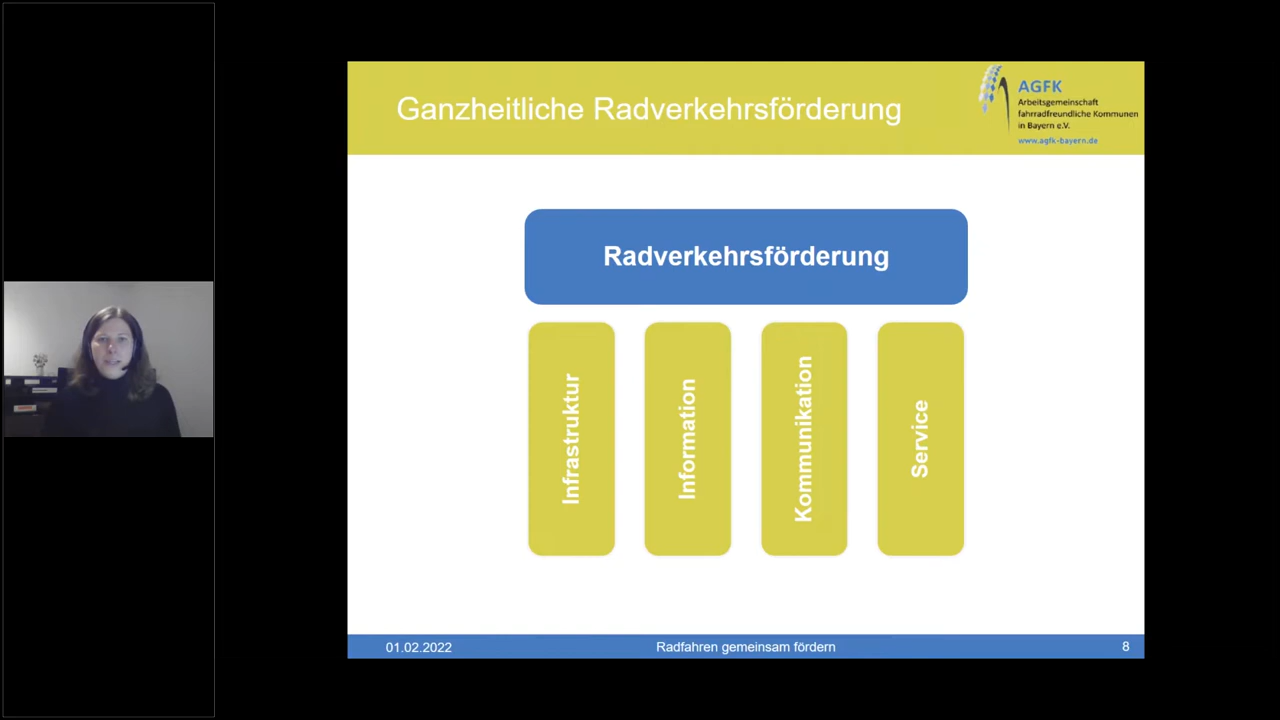 Ganzheitliche Radverkehrsförderung
AGFK
Arbeitsgemeinschaft
fahrradfreundliche Kommunen
in Bayern e.V.
www.agfk-bayern.de
Radverkehrsförderung
Infrastruktur
Information
Kommunikation
Service
01.02.2022
Radfahren gemeinsam fördern
8